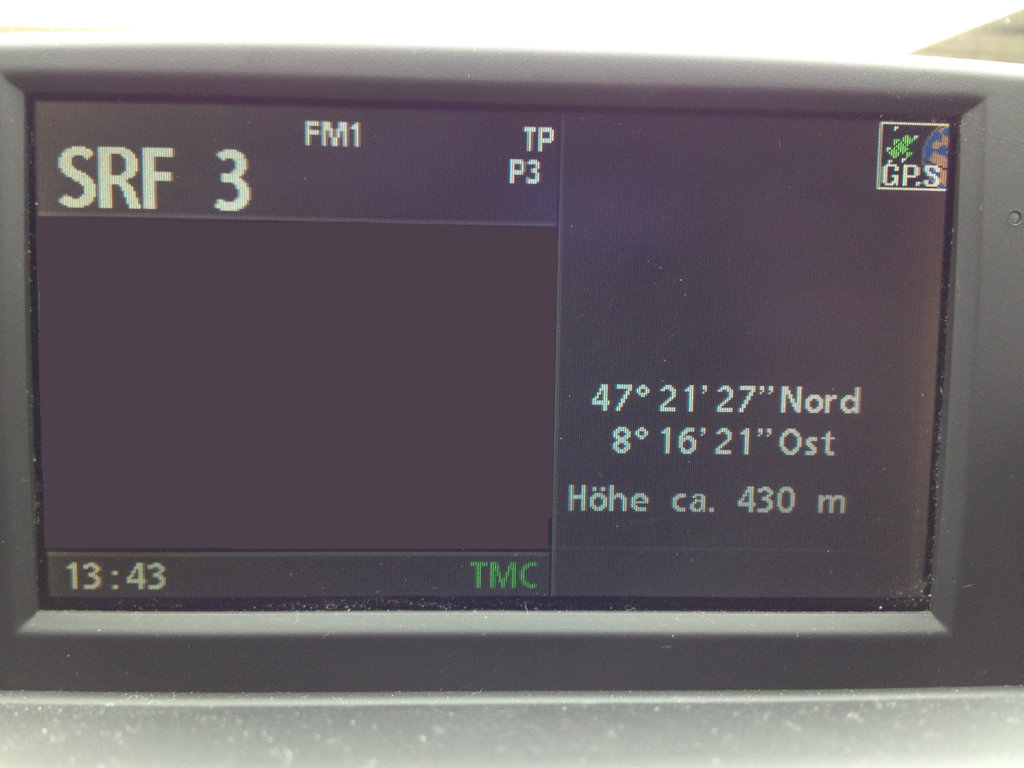 FM1
TP
SRF 3
P3
GPS
47° 21’ 27” Nord
8° 16’ 21” Ost
Höhe ca. 430 m
13:43
TMC